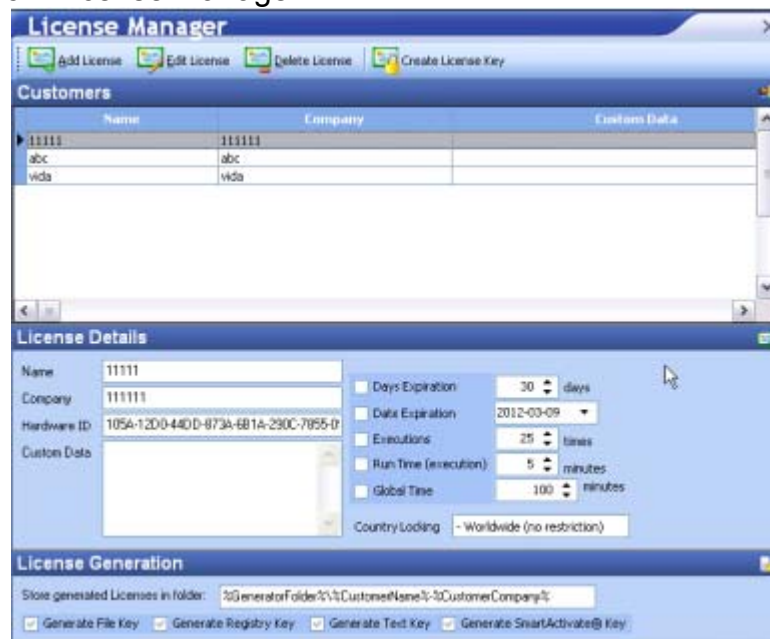 License Manager
Add License Edit License Delete License Create License Key
Customers
Name Company Custom Data
11111 111111
abc abc
vida vida
License Details
Name 11111
Company 111111
Hardware ID 105A-12D0-44DD-873A-6B1A-290C-7855-
Custom Data
Days Expiration 30 days
Date Expiration 2012-03-09
Executions 25 times
Run Time (execution) 5 minutes
Global Time 100 minutes
Country Locking - Worldwide (no restriction)
License Generation
Store generated Licenses in folder: %GeneratorFolder%\%CustomerName%-%CustomerCompany%
Generate File Key Generate Registry Key Generate Text Key Generate SmartActivate® Key